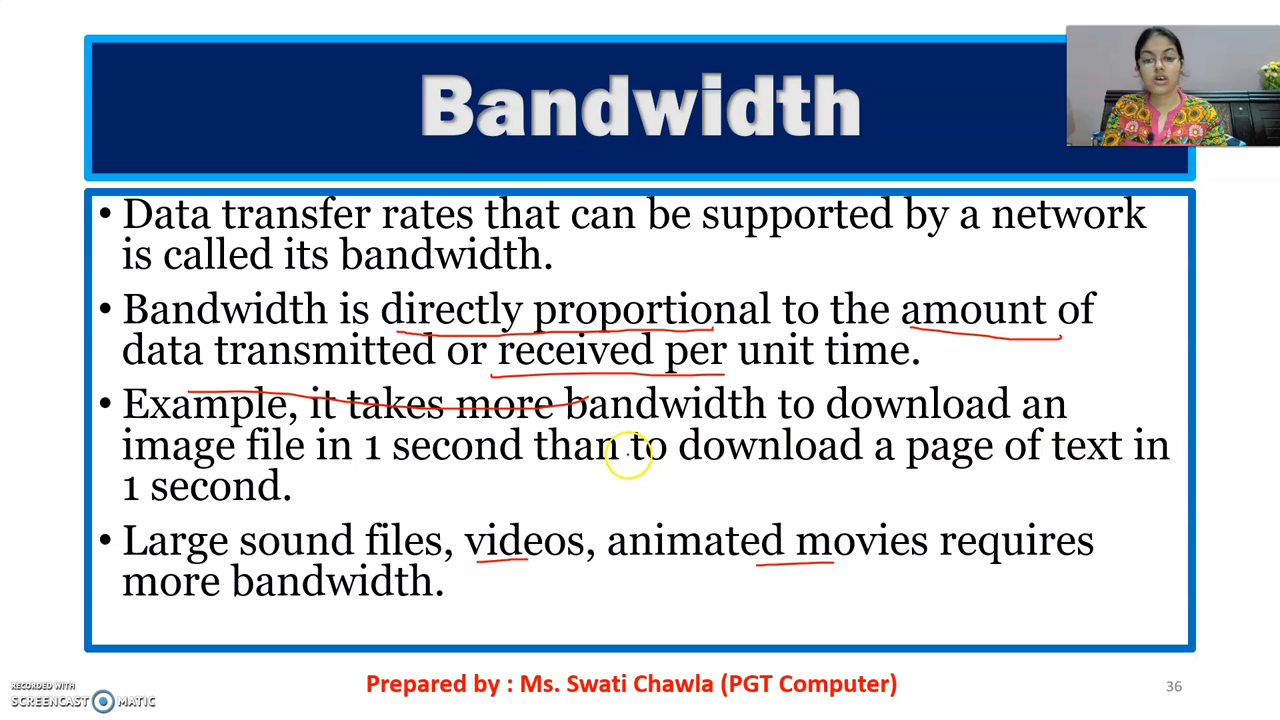 Bandwidth
• Data transfer rates that can be supported by a network
is called its bandwidth.
• Bandwidth is directly proportional to the amount of
data transmitted or received per unit time.
• Example, it takes more bandwidth to download an
image file in 1 second than to download a page of text in
1 second.
• Large sound files, videos, animated movies requires
more bandwidth.
Prepared by : Ms. Swati Chawla (PGT Computer)
36
RECORDED WITH
SCREENCAST MATIC